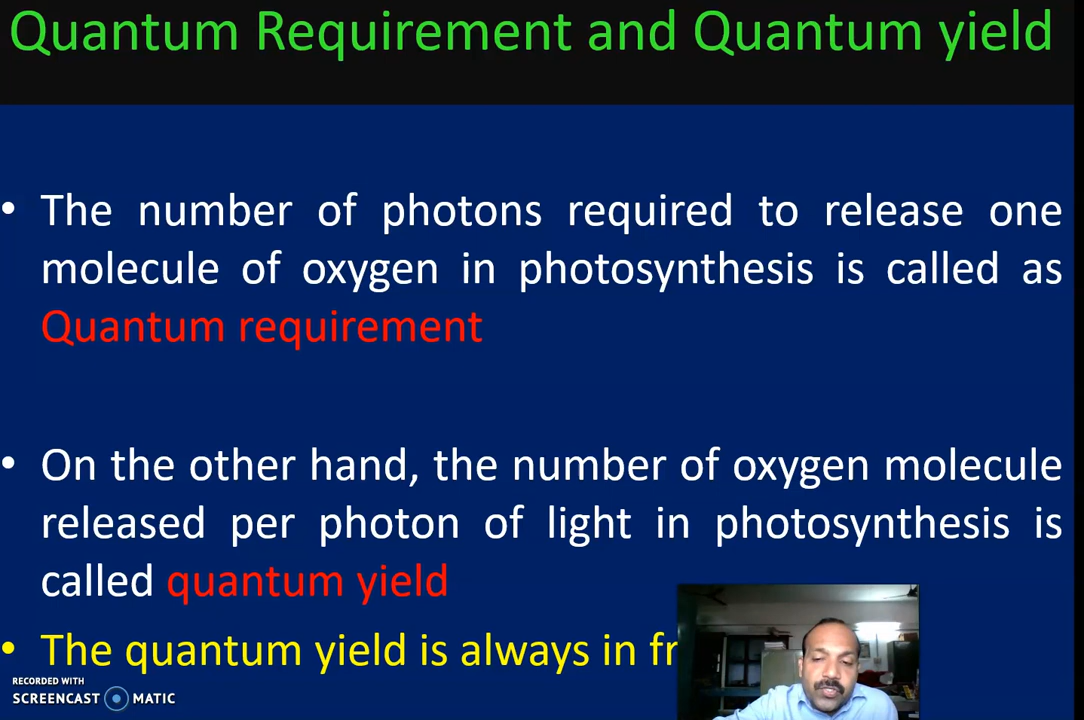 Quantum Requirement and Quantum yield
• The number of photons required to release one
molecule of oxygen in photosynthesis is called as
Quantum requirement
• On the other hand, the number of oxygen molecule
released per photon of light in photosynthesis is
called quantum yield
• The quantum yield is always in fr
RECORDED WITH
SCREENCAST MATIC